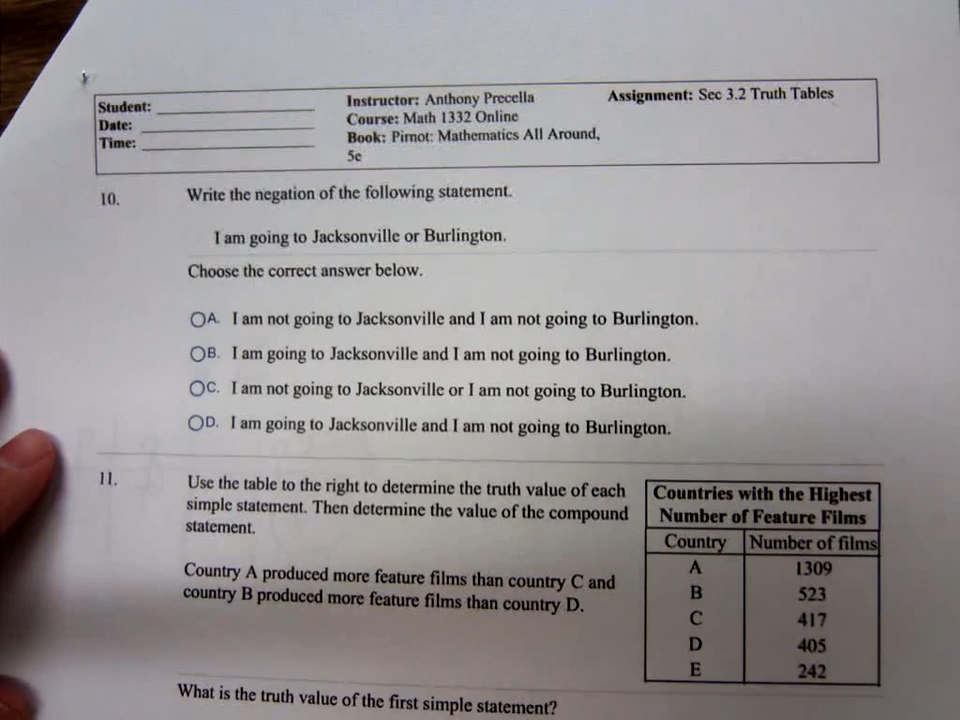 Student:
Date:
Time:
Instructor: Anthony Precella
Course: Math 1332 Online
Book: Pirnot: Mathematics All Around,
5e
Assignment: Sec 3.2 Truth Tables
10.
Write the negation of the following statement.
I am going to Jacksonville or Burlington.
Choose the correct answer below.
A. I am not going to Jacksonville and I am not going to Burlington.
B. I am going to Jacksonville and I am not going to Burlington.
C. I am not going to Jacksonville or I am not going to Burlington.
D. I am going to Jacksonville and I am not going to Burlington.
11.
Use the table to the right to determine the truth value of each
simple statement. Then determine the value of the compound
statement.
Country A produced more feature films than country C and
country B produced more feature films than country D.
Countries with the Highest
Number of Feature Films
Country Number of films
A 1309
B 523
C 417
D 405
E 242
What is the truth value of the first simple statement?